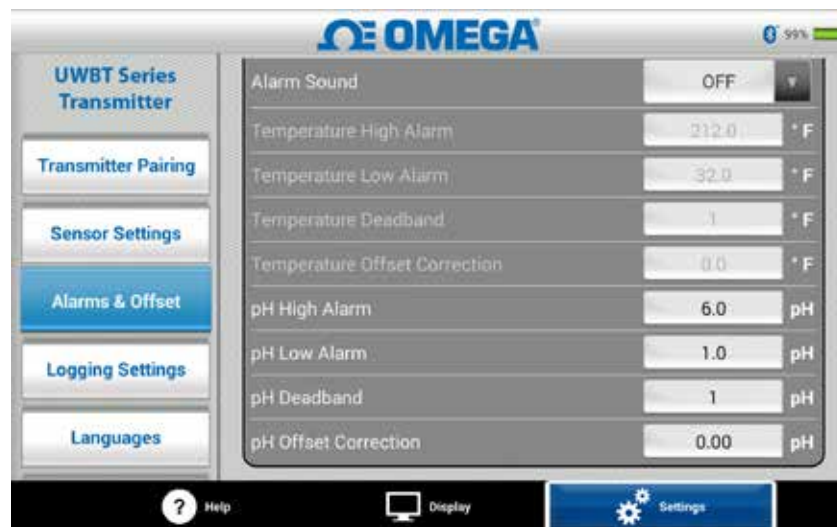 OMEGA
99%
UWBT Series
Transmitter
Transmitter Pairing
Sensor Settings
Alarms & Offset
Logging Settings
Languages
Alarm Sound OFF
Temperature High Alarm 212.0 °F
Temperature Low Alarm 32.0 °F
Temperature Deadband 1 °F
Temperature Offset Correction 0.0 °F
pH High Alarm 6.0 pH
pH Low Alarm 1.0 pH
pH Deadband 1 pH
pH Offset Correction 0.00 pH
? Help
Display
Settings